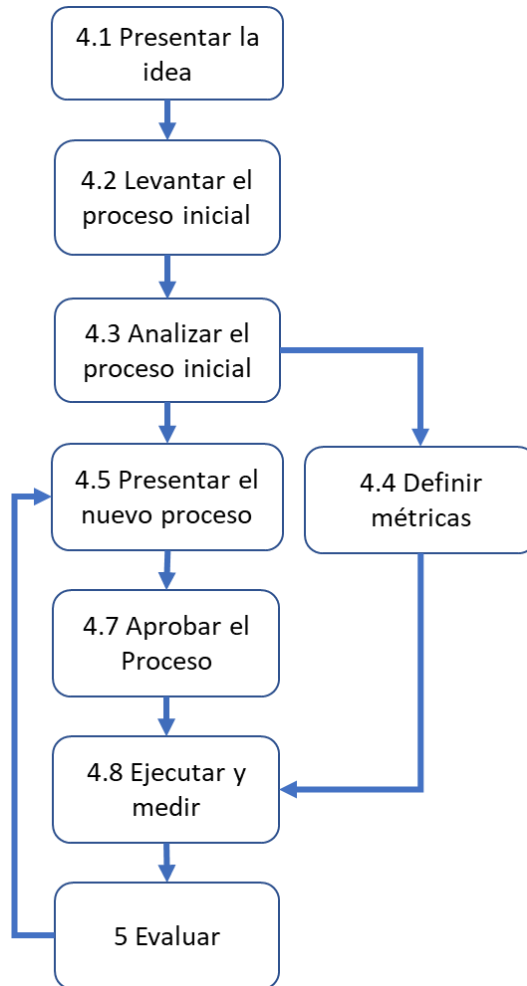 4.1 Presentar la
idea
4.2 Levantar el
proceso inicial
4.3 Analizar el
proceso inicial
4.5 Presentar el
nuevo proceso
4.4 Definir
métricas
4.7 Aprobar el
Proceso
4.8 Ejecutar y
medir
5 Evaluar